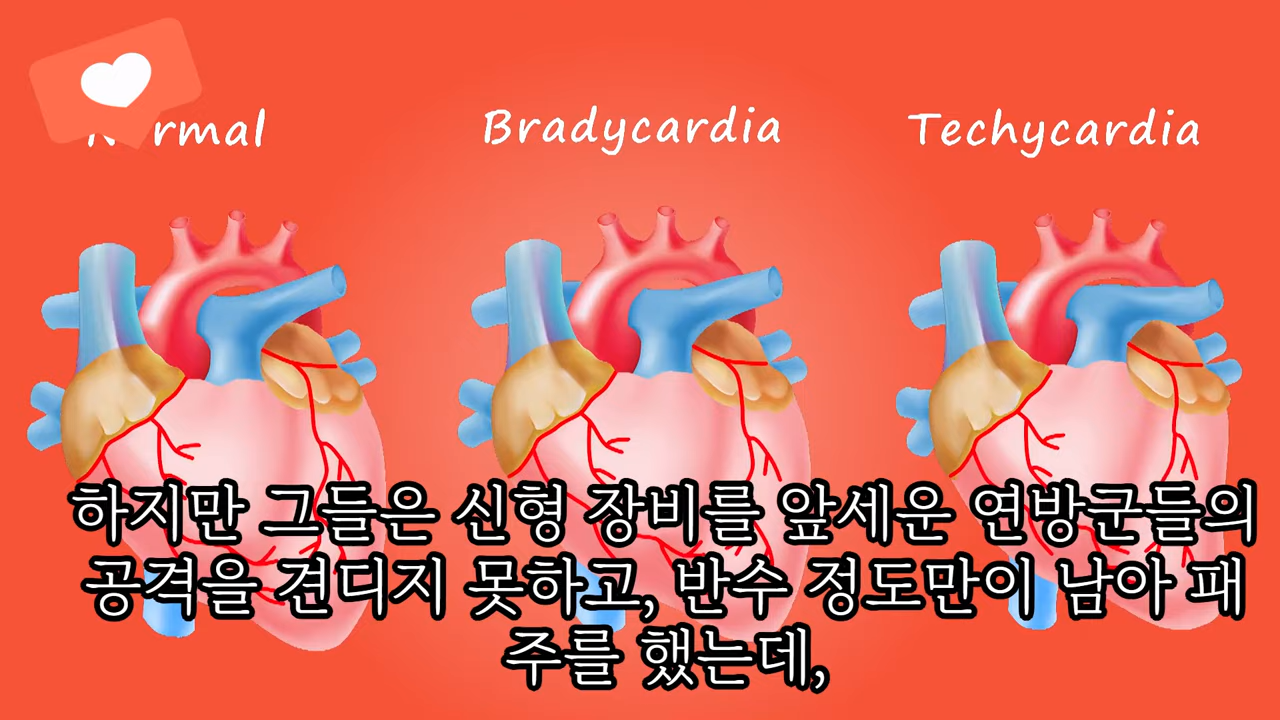 Bradycardia
Techycardia
하지만 그들은 신형 장비를 앞세운 연방군들의
공격을 견디지 못하고, 반수 정도만이 남아 패
주를 했는데,